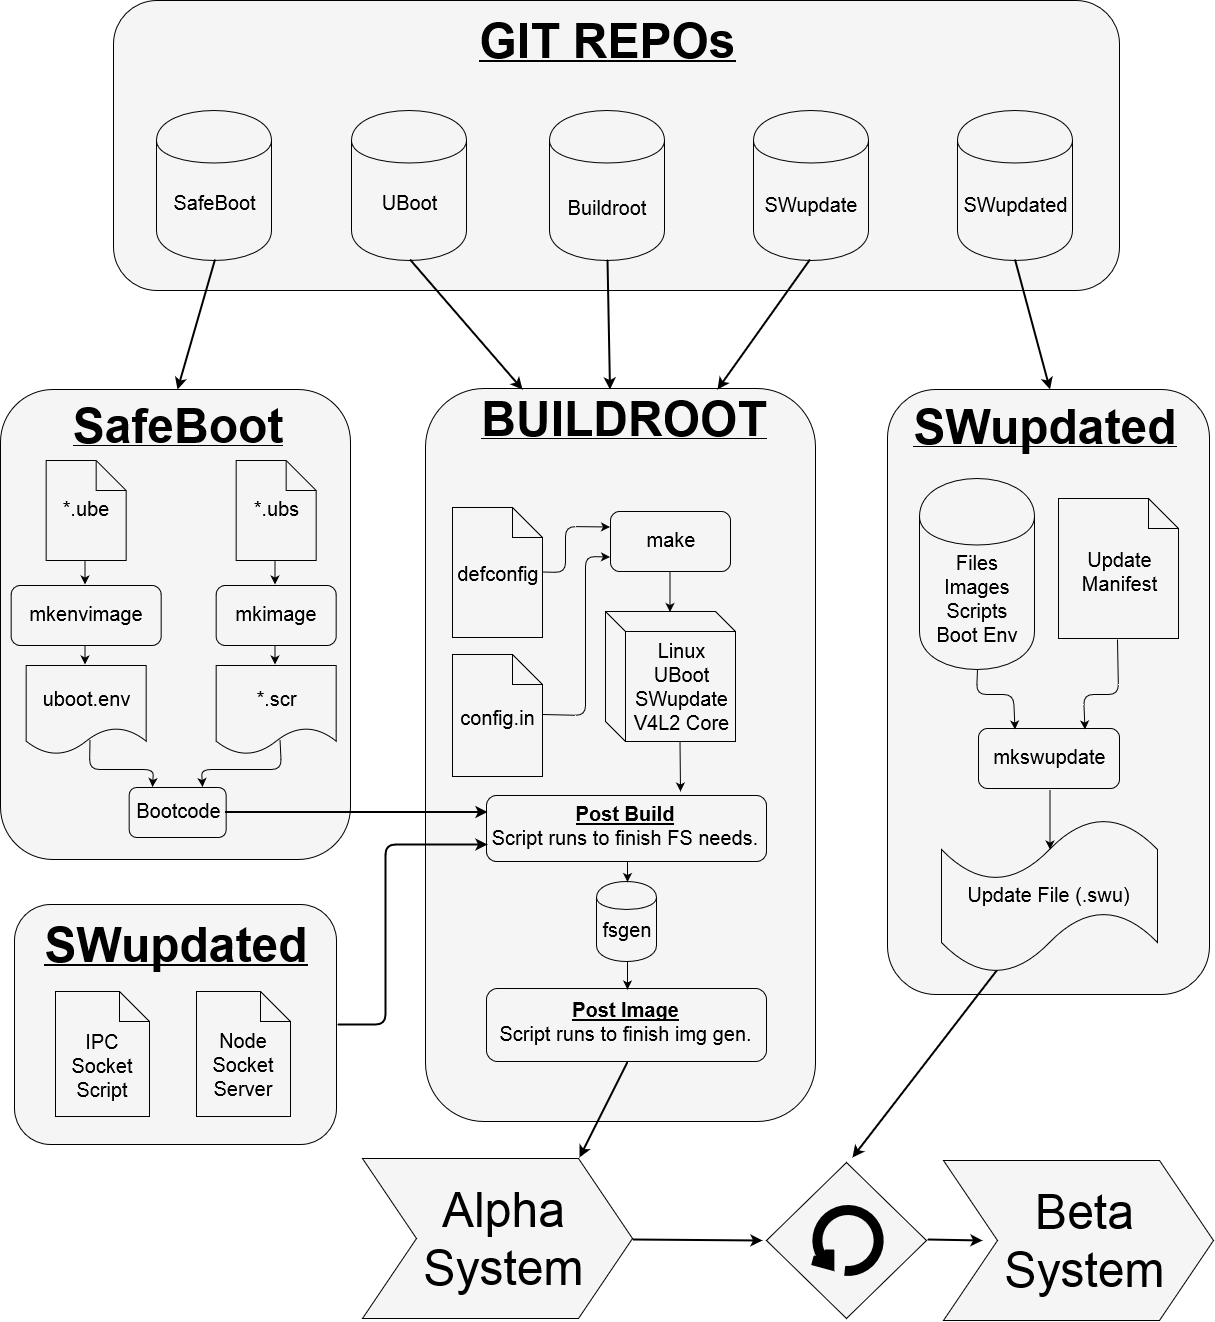 GIT REPOs
SafeBoot
UBoot
Buildroot
SWupdate
SWupdated
SafeBoot
*.ube
*.ubs
mkenvimage
mkimage
uboot.env
*.scr
Bootcode
BUILDROOT
defconfig
make
config.in
Linux
UBoot
SWupdate
V4L2 Core
Post Build
Script runs to finish FS needs.
fsgen
Post Image
Script runs to finish img gen.
SWupdated
Files
Images
Scripts
Boot Env
Update
Manifest
mkswupdate
Update File (.swu)
SWupdated
IPC
Socket
Script
Node
Socket
Server
Alpha
System
Beta
System